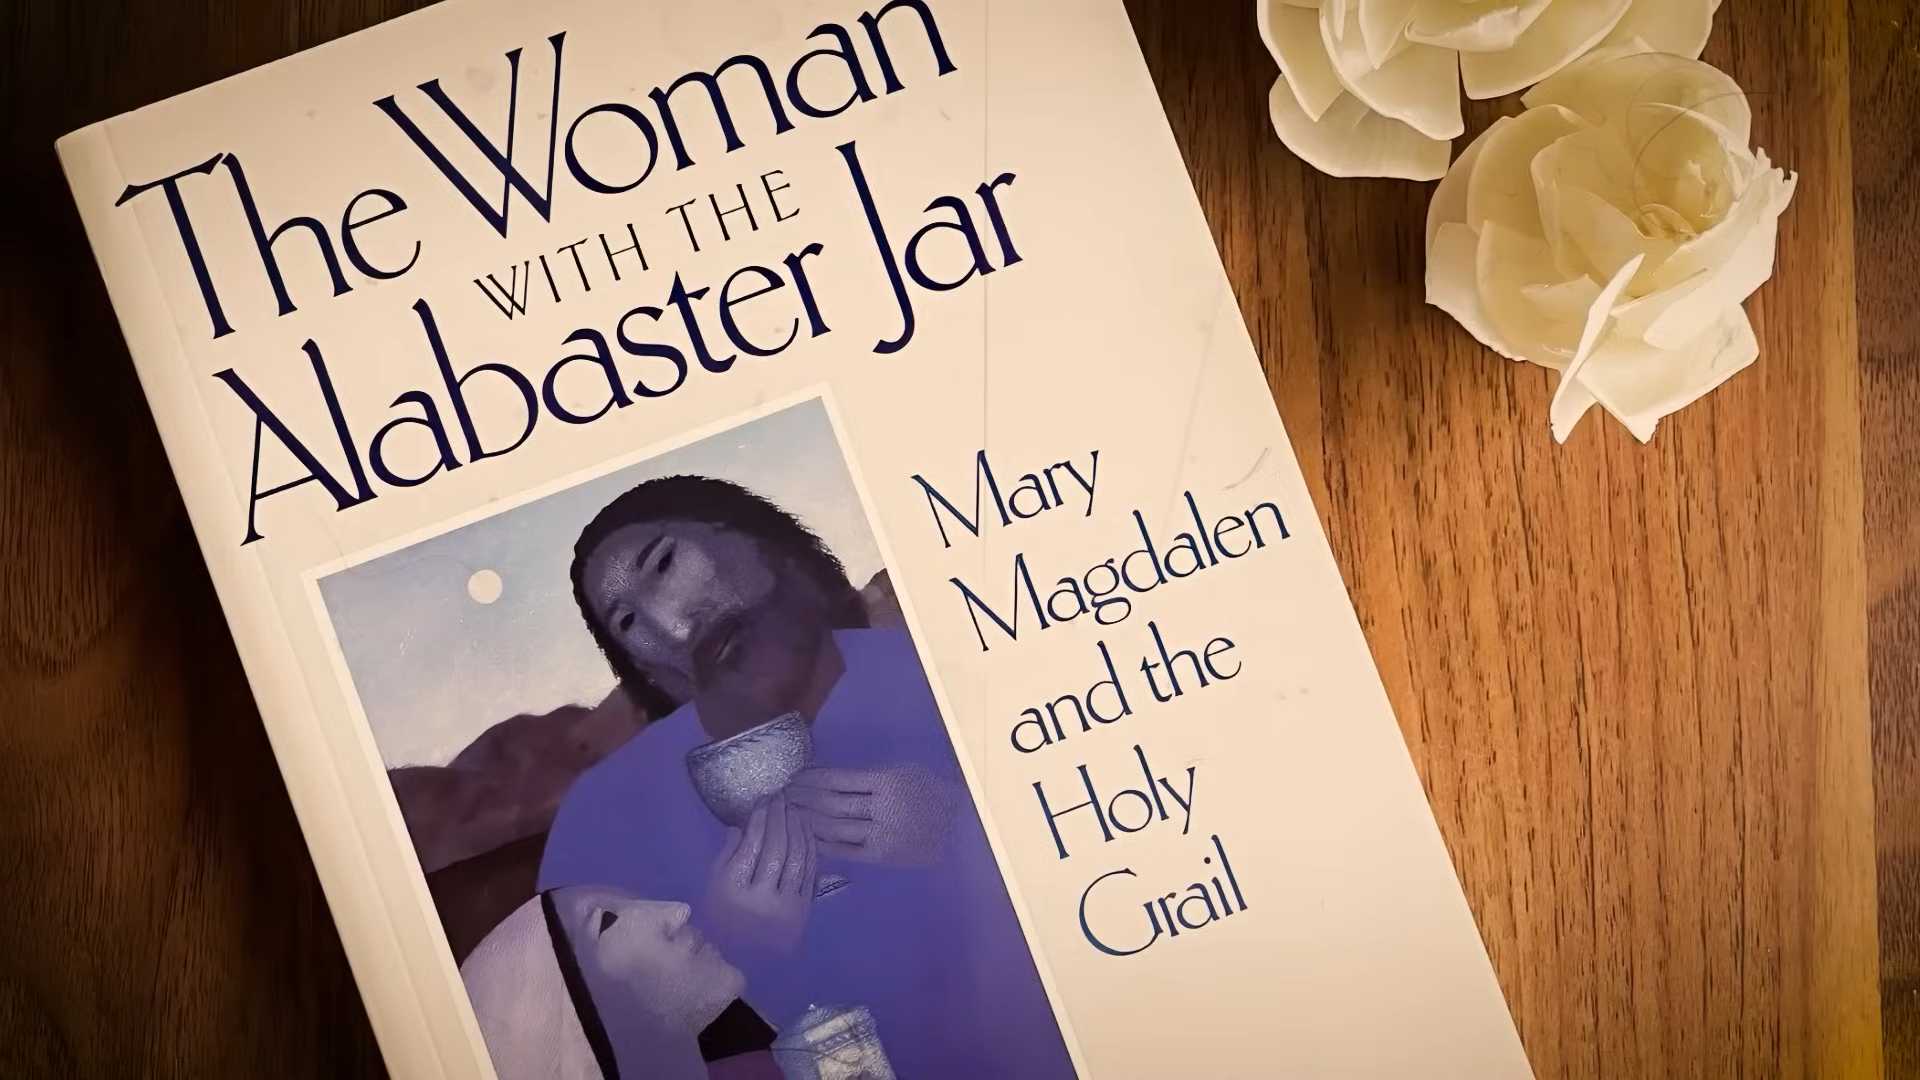 The Woman
WITH THE
Alabaster Jar
Mary
Magdalen
and the
Holy
Grail